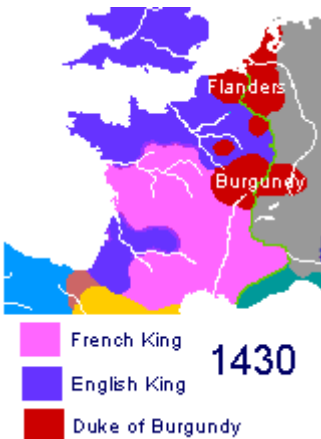 Flanders
Burgundy
French King
1430
English King
Duke of Burgundy